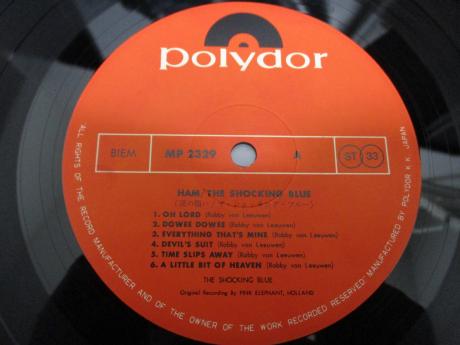 polydor
BIEM
MP 2329
A
ST 33
HAM/THE SHOCKING BLUE
1. OH LORD (Robby van Leeuwen)
2. DOWEE DOWEE (Robby van Leeuwen)
3. EVERYTHING THAT'S MINE (Robby van Leeuwen)
4. DEVIL'S SUIT (Robby van Leeuwen)
5. TIME SLIPS AWAY (Robby van Leeuwen)
6. A LITTLE BIT OF HEAVEN (Robby van Leeuwen)
THE SHOCKING BLUE
Original Recording By PINK ELEPHANT, HOLLAND
ALL RIGHTS OF THE RECORD MANUFACTURER AND OF THE OWNER OF THE WORK RECORDED RESERVED MANUFACTURED BY POLYDOR K.K. JAPAN